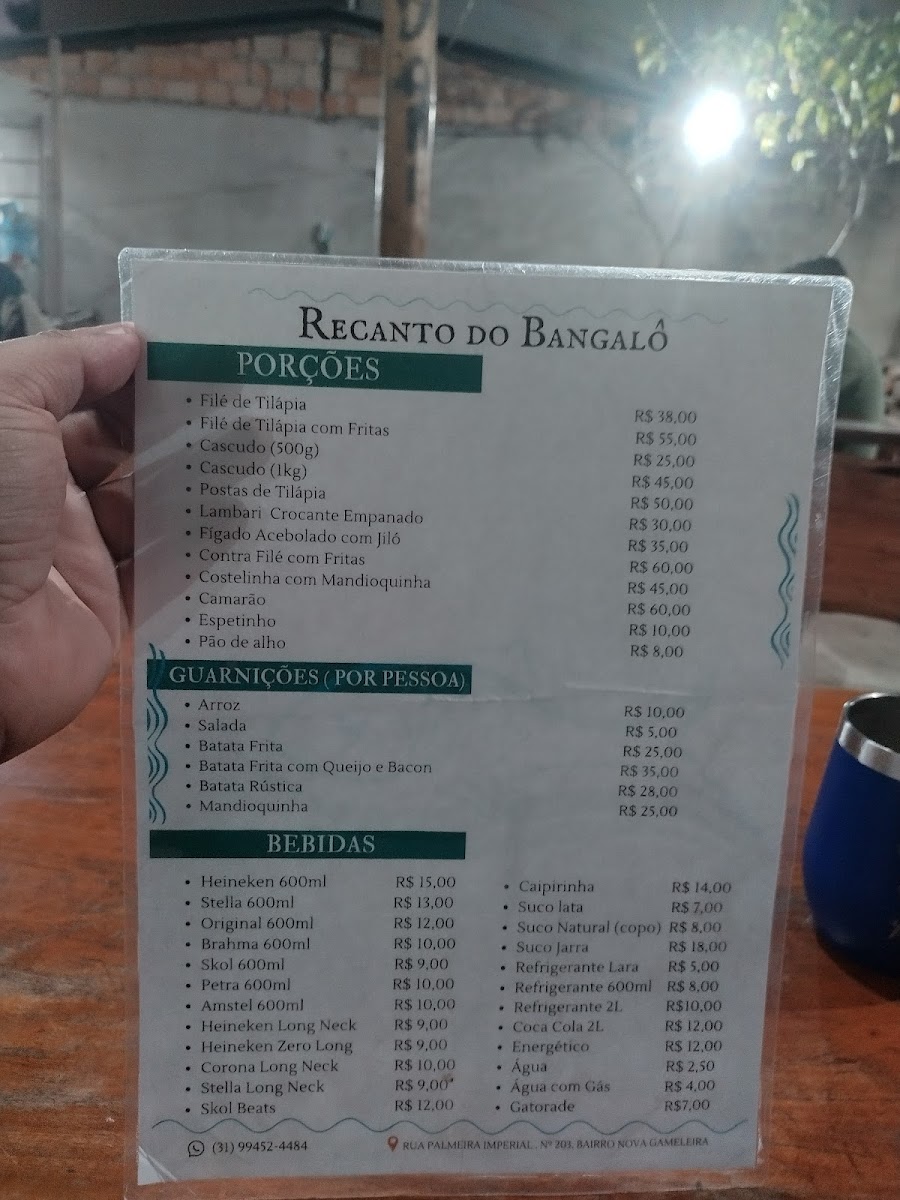 RECANTO DO BANGALÔ
PORÇÕES
• Filé de Tilápia R$ 38,00
• Filé de Tilápia com Fritas R$ 55,00
• Cascudo (500g) R$ 25,00
• Cascudo (1kg) R$ 45,00
• Postas de Tilápia R$ 50,00
• Lambari Crocante Empanado R$ 30,00
• Fígado Acebolado com Jiló R$ 35,00
• Contra Filé com Fritas R$ 60,00
• Costelinha com Mandioquinha R$ 45,00
• Camarão R$ 60,00
• Espetinho R$ 10,00
• Pão de alho R$ 8,00
GUARNIÇÕES ( POR PESSOA)
• Arroz R$ 10,00
• Salada R$ 5,00
• Batata Frita R$ 25,00
• Batata Frita com Queijo e Bacon R$ 35,00
• Batata Rústica R$ 28,00
• Mandioquinha R$ 25,00
BEBIDAS
• Heineken 600ml R$ 15,00
• Stella 600ml R$ 13,00
• Original 600ml R$ 12,00
• Brahma 600ml R$ 10,00
• Skol 600ml R$ 9,00
• Petra 600ml R$ 10,00
• Amstel 600ml R$ 10,00
• Heineken Long Neck R$ 9,00
• Heineken Zero Long R$ 9,00
• Corona Long Neck R$ 10,00
• Stella Long Neck R$ 9,00
• Skol Beats R$ 12,00
• Caipirinha R$ 14,00
• Suco lata R$ 7,00
• Suco Natural (copo) R$ 8,00
• Suco Jarra R$ 18,00
• Refrigerante Lara R$ 5,00
• Refrigerante 600ml R$ 8,00
• Refrigerante 2L R$10,00
• Coca Cola 2L R$ 12,00
• Energético R$ 12,00
• Água R$ 2,50
• Água com Gás R$ 4,00
• Gatorade R$7,00
(31) 99452-4484
RUA PALMEIRA IMPERIAL , Nº 203, BAIRRO NOVA GAMELEIRA